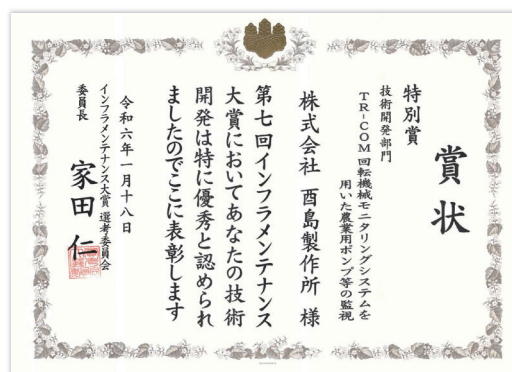 賞状
特別賞
技術開発部門
TR-COM回転機械モニタリングシステムを
用いた農業用ポンプ等の監視
株式会社 酉島製作所 様
第七回インフラメンテナンス
大賞においてあなたの技術
開発は特に優秀と認められ
ましたのでここに表彰します
令和六年一月十八日
インフラメンテナンス大賞 選考委員会
委員長 家田 仁